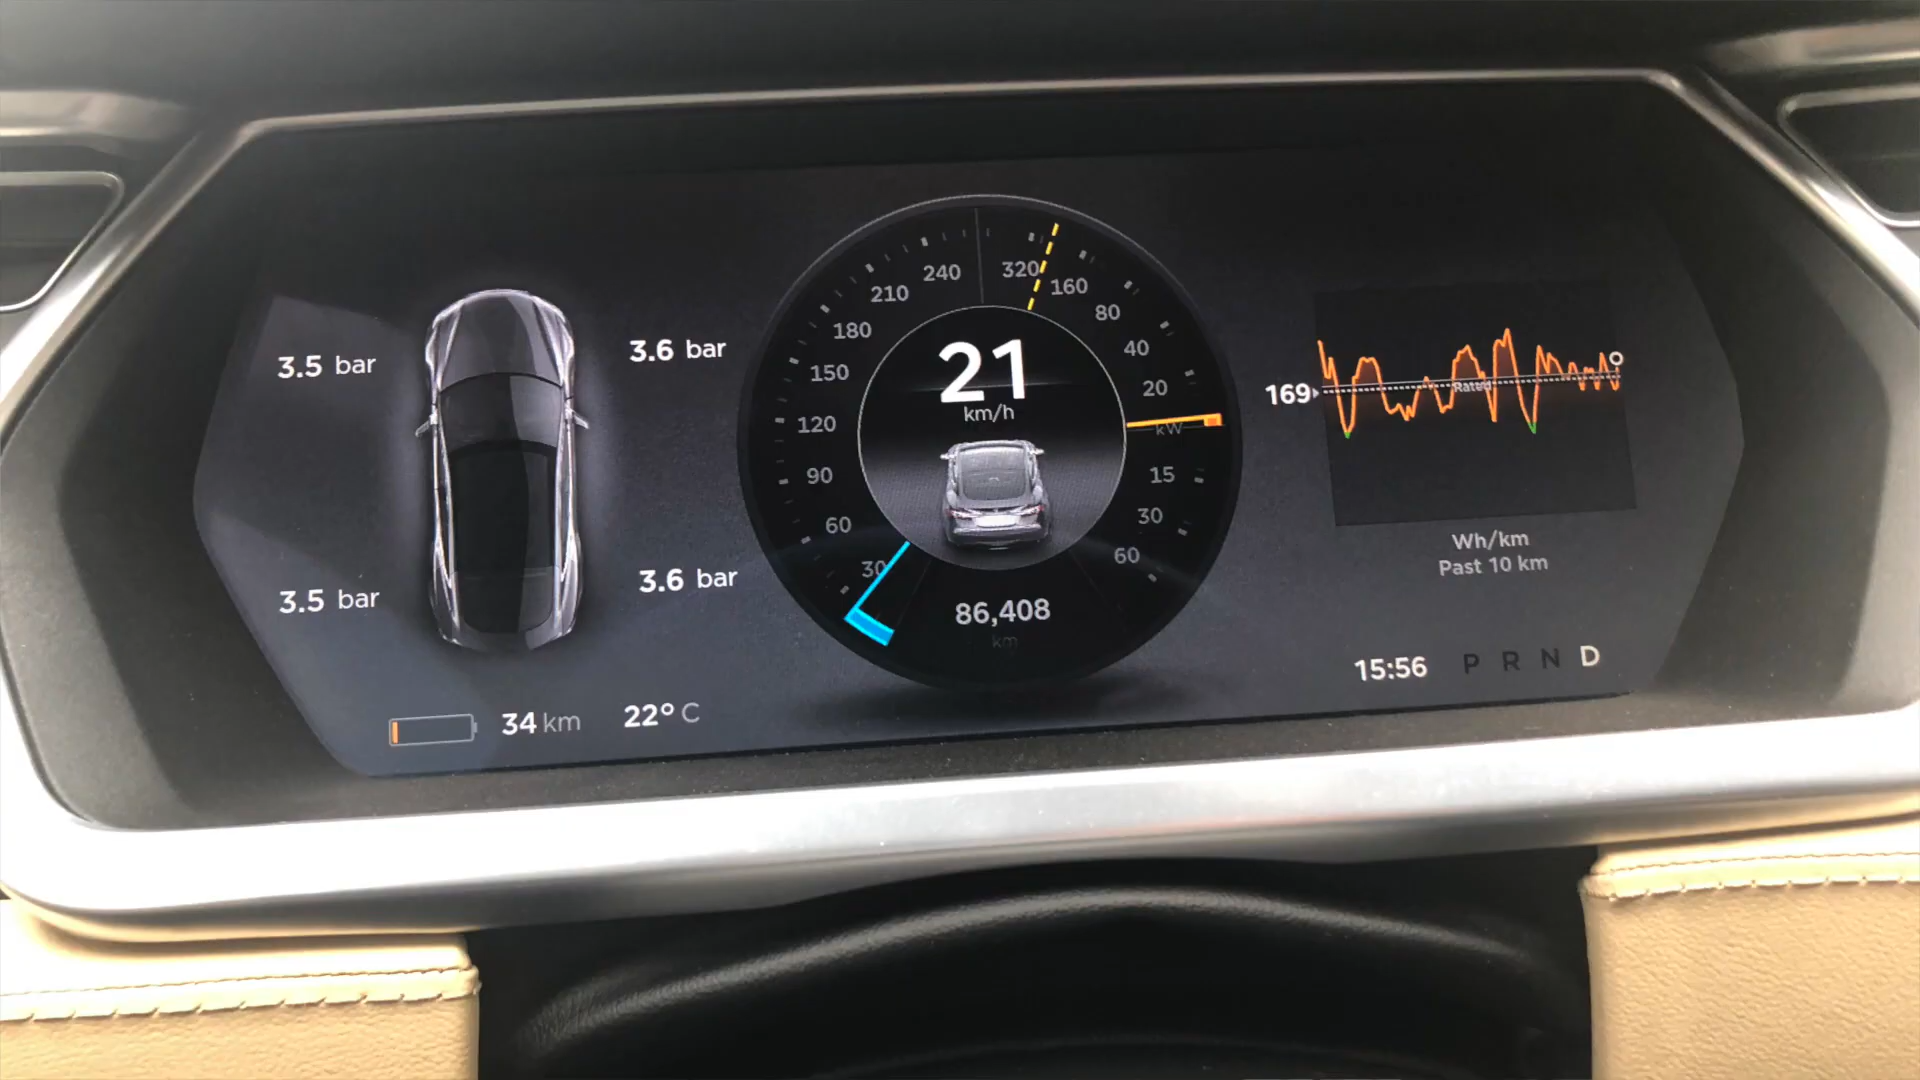 3.5 bar
3.6 bar
3.5 bar
3.6 bar
34 km
22° C
240
210
180
150
120
90
60
30
320
160
80
40
20
kW
15
30
60
21
km/h
86,408
km
169
Rated
Wh/km
Past 10 km
15:56
P R N D